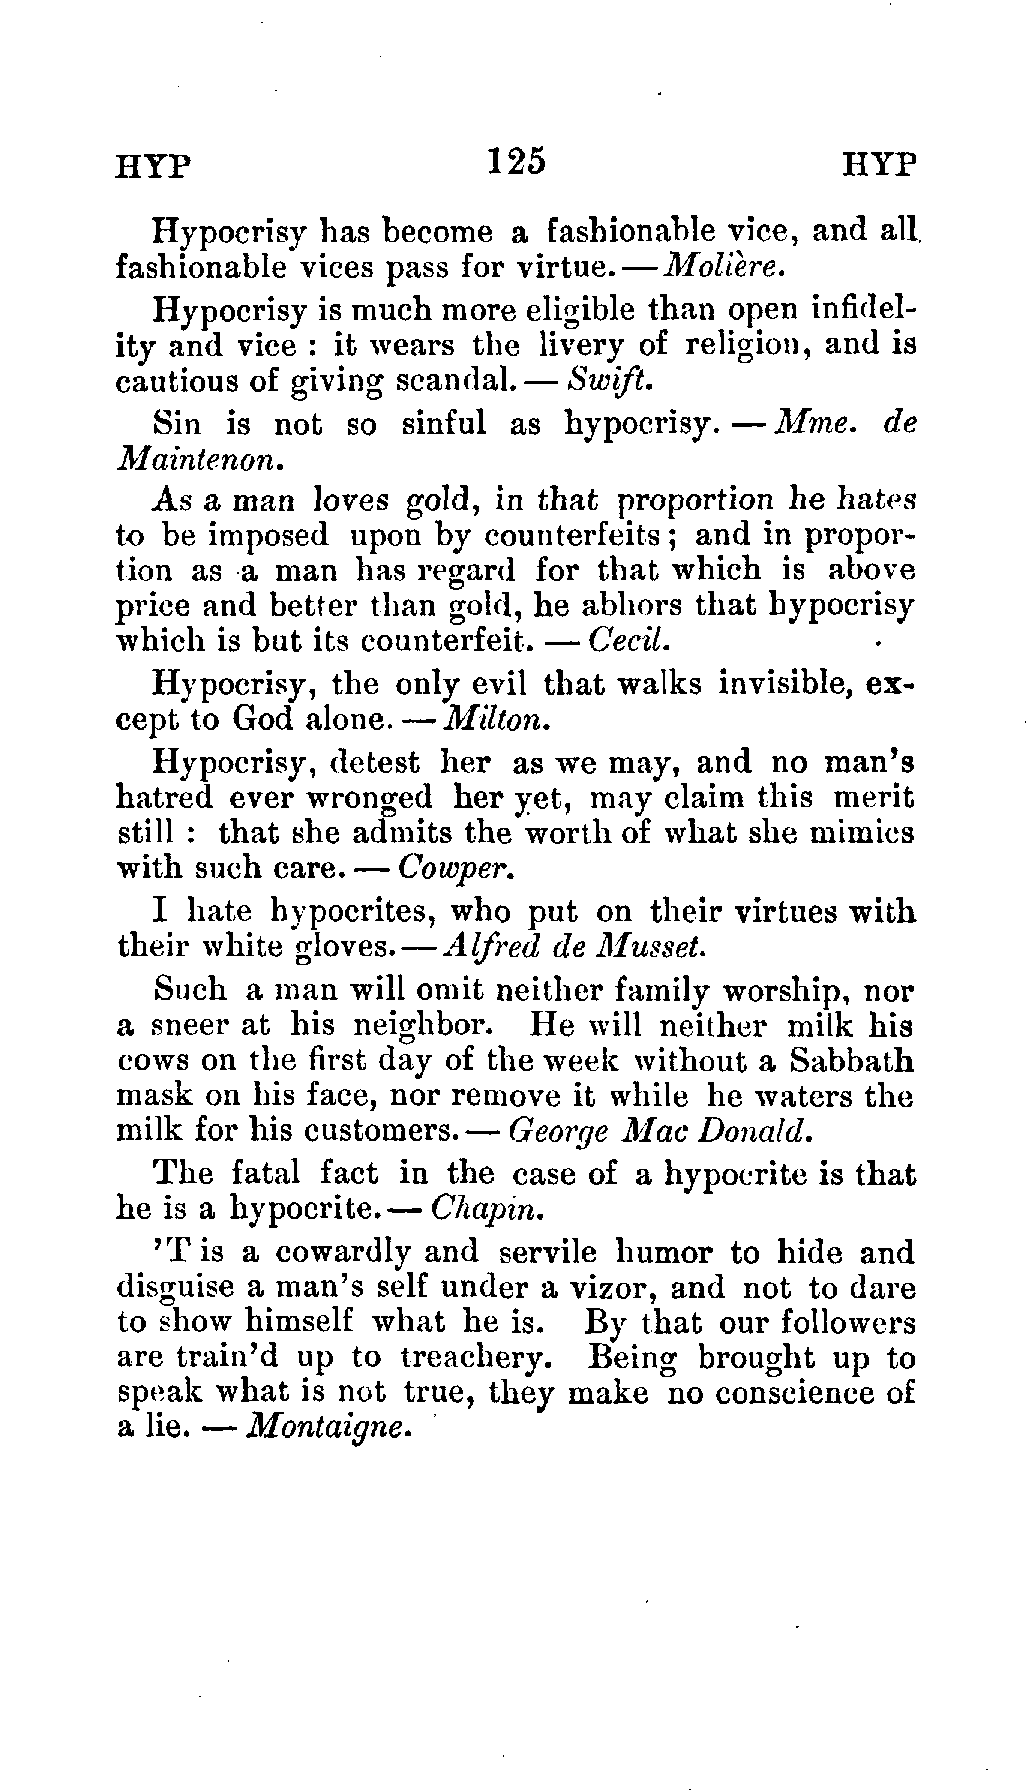 HYP 125 HYP
Hypocrisy has become a fashionable vice, and all
fashionable vices pass for virtue. — Molière.
Hypocrisy is much more eligible than open infidel-
ity and vice : it wears the livery of religion, and is
cautious of giving scandal. — Swift.
Sin is not so sinful as hypocrisy. — Mme. de
Maintenon.
As a man loves gold, in that proportion he hates
to be imposed upon by counterfeits ; and in propor-
tion as a man has regard for that which is above
price and better than gold, he abhors that hypocrisy
which is but its counterfeit. — Cecil.
Hypocrisy, the only evil that walks invisible, ex-
cept to God alone. — Milton.
Hypocrisy, detest her as we may, and no man's
hatred ever wronged her yet, may claim this merit
still : that she admits the worth of what she mimics
with such care. — Cowper.
I hate hypocrites, who put on their virtues with
their white gloves. — Alfred de Musset.
Such a man will omit neither family worship, nor
a sneer at his neighbor. He will neither milk his
cows on the first day of the week without a Sabbath
mask on his face, nor remove it while he waters the
milk for his customers. — George Mac Donald.
The fatal fact in the case of a hypocrite is that
he is a hypocrite. — Chapin.
'T is a cowardly and servile humor to hide and
disguise a man's self under a vizor, and not to dare
to show himself what he is. By that our followers
are train'd up to treachery. Being brought up to
speak what is not true, they make no conscience of
a lie. — Montaigne.